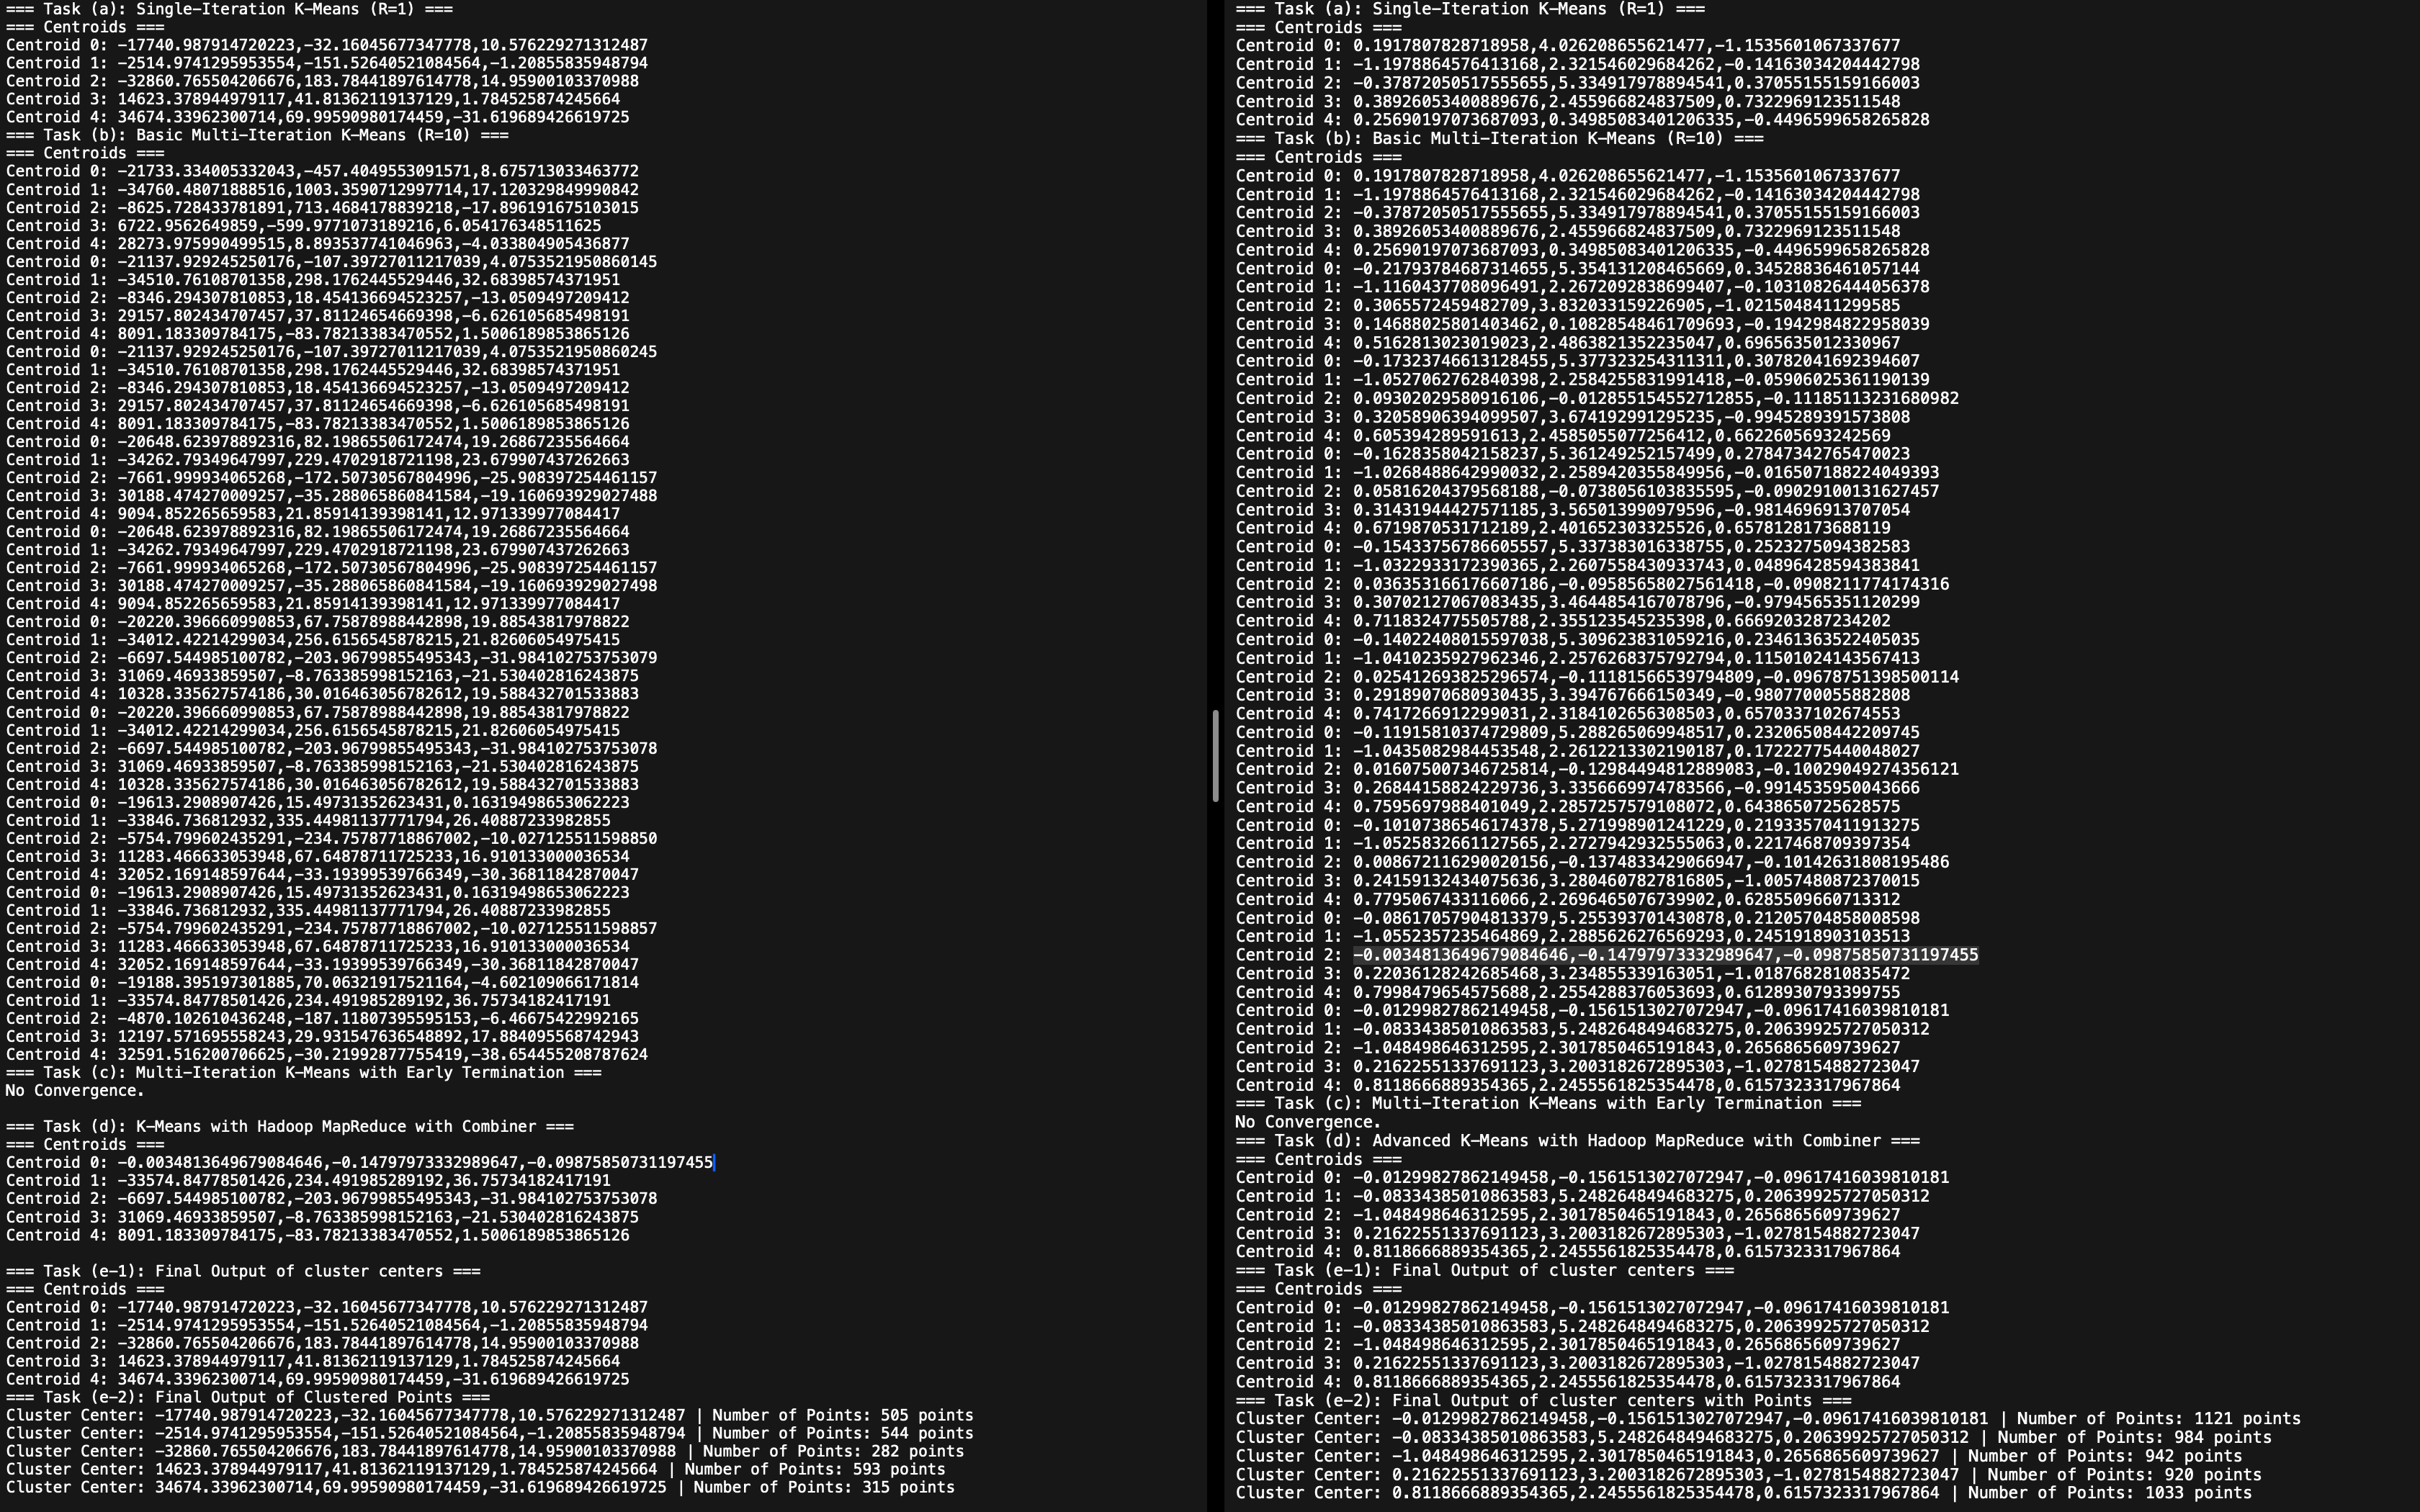 === Task (a): Single-Iteration K-Means (R=1) ===
=== Centroids ===
Centroid 0: -17740.987914720223,-32.16045677347778,10.576229271312487
Centroid 1: -2514.9741295953554,-151.52640521084564,-1.20855835948794
Centroid 2: -32860.765504206676,183.78441897614778,14.95900103370988
Centroid 3: 14623.378944979117,41.81362119137129,1.784525874245664
Centroid 4: 34674.33962300714,69.99590980174459,-31.619689426619725
=== Task (b): Basic Multi-Iteration K-Means (R=10) ===
=== Centroids ===
Centroid 0: -21733.334005332043,-457.4049553091571,8.675713033463772
Centroid 1: -34760.48071888516,1003.3590712997714,17.120329849990842
Centroid 2: -8625.728433781891,713.4684178839218,-17.896191675103015
Centroid 3: 6722.9562649859,-599.9771073189216,6.054176348511625
Centroid 4: 28273.975990499515,8.893537741046963,-4.033804905436877
Centroid 0: -21137.929245250176,-107.39727011217039,4.0753521950860145
Centroid 1: -34510.76108701358,298.1762445529446,32.68398574371951
Centroid 2: -8346.294307810853,18.454136694523257,-13.0509497209412
Centroid 3: 29157.802434707457,37.81124654669398,-6.626105685498191
Centroid 4: 8091.183309784175,-83.78213383470552,1.5006189853865126
Centroid 0: -21137.929245250176,-107.39727011217039,4.0753521950860245
Centroid 1: -34510.76108701358,298.1762445529446,32.68398574371951
Centroid 2: -8346.294307810853,18.454136694523257,-13.0509497209412
Centroid 3: 29157.802434707457,37.81124654669398,-6.626105685498191
Centroid 4: 8091.183309784175,-83.78213383470552,1.5006189853865126
Centroid 0: -20648.623978892316,82.19865506172474,19.26867235564664
Centroid 1: -34262.79349647997,229.4702918721198,23.679907437262663
Centroid 2: -7661.999934065268,-172.50730567804996,-25.908397254461157
Centroid 3: 30188.474270009257,-35.288065860841584,-19.160693929027488
Centroid 4: 9094.852265659583,21.85914139398141,12.971339977084417
Centroid 0: -20648.623978892316,82.19865506172474,19.26867235564664
Centroid 1: -34262.79349647997,229.4702918721198,23.679907437262663
Centroid 2: -7661.999934065268,-172.50730567804996,-25.908397254461157
Centroid 3: 30188.474270009257,-35.288065860841584,-19.160693929027498
Centroid 4: 9094.852265659583,21.85914139398141,12.971339977084417
Centroid 0: -20220.396660990853,67.75878988442898,19.88543817978822
Centroid 1: -34012.42214299034,256.6156545878215,21.82606054975415
Centroid 2: -6697.544985100782,-203.96799855495343,-31.984102753753079
Centroid 3: 31069.46933859507,-8.763385998152163,-21.530402816243875
Centroid 4: 10328.335627574186,30.016463056782612,19.588432701533883
Centroid 0: -20220.396660990853,67.75878988442898,19.88543817978822
Centroid 1: -34012.42214299034,256.6156545878215,21.82606054975415
Centroid 2: -6697.544985100782,-203.96799855495343,-31.984102753753078
Centroid 3: 31069.46933859507,-8.763385998152163,-21.530402816243875
Centroid 4: 10328.335627574186,30.016463056782612,19.588432701533883
Centroid 0: -19613.2908907426,15.49731352623431,0.16319498653062223
Centroid 1: -33846.736812932,335.44981137771794,26.40887233982855
Centroid 2: -5754.799602435291,-234.75787718867002,-10.027125511598850
Centroid 3: 11283.466633053948,67.64878711725233,16.910133000036534
Centroid 4: 32052.169148597644,-33.19399539766349,-30.36811842870047
Centroid 0: -19613.2908907426,15.49731352623431,0.16319498653062223
Centroid 1: -33846.736812932,335.44981137771794,26.40887233982855
Centroid 2: -5754.799602435291,-234.75787718867002,-10.027125511598857
Centroid 3: 11283.466633053948,67.64878711725233,16.910133000036534
Centroid 4: 32052.169148597644,-33.19399539766349,-30.36811842870047
Centroid 0: -19188.395197301885,70.06321917521164,-4.602109066171814
Centroid 1: -33574.84778501426,234.491985289192,36.75734182417191
Centroid 2: -4870.102610436248,-187.11807395595153,-6.46675422992165
Centroid 3: 12197.571695558243,29.931547636548892,17.884095568742943
Centroid 4: 32591.516200706625,-30.21992877755419,-38.654455208787624
=== Task (c): Multi-Iteration K-Means with Early Termination ===
No Convergence.
=== Task (d): K-Means with Hadoop MapReduce with Combiner ===
=== Centroids ===
Centroid 0: -0.0034813649679084646,-0.14797973332989647,-0.09875850731197455
Centroid 1: -33574.84778501426,234.491985289192,36.75734182417191
Centroid 2: -6697.544985100782,-203.96799855495343,-31.984102753753078
Centroid 3: 31069.46933859507,-8.763385998152163,-21.530402816243875
Centroid 4: 8091.183309784175,-83.78213383470552,1.5006189853865126
=== Task (e-1): Final Output of cluster centers ===
=== Centroids ===
Centroid 0: -17740.987914720223,-32.16045677347778,10.576229271312487
Centroid 1: -2514.9741295953554,-151.52640521084564,-1.20855835948794
Centroid 2: -32860.765504206676,183.78441897614778,14.95900103370988
Centroid 3: 14623.378944979117,41.81362119137129,1.784525874245664
Centroid 4: 34674.33962300714,69.99590980174459,-31.619689426619725
=== Task (e-2): Final Output of Clustered Points ===
Cluster Center: -17740.987914720223,-32.16045677347778,10.576229271312487 | Number of Points: 505 points
Cluster Center: -2514.9741295953554,-151.52640521084564,-1.20855835948794 | Number of Points: 544 points
Cluster Center: -32860.765504206676,183.78441897614778,14.95900103370988 | Number of Points: 282 points
Cluster Center: 14623.378944979117,41.81362119137129,1.784525874245664 | Number of Points: 593 points
Cluster Center: 34674.33962300714,69.99590980174459,-31.619689426619725 | Number of Points: 315 points
=== Task (a): Single-Iteration K-Means (R=1) ===
=== Centroids ===
Centroid 0: 0.1917807828718958,4.026208655621477,-1.1535601067337677
Centroid 1: -1.1978864576413168,2.321546029684262,-0.14163034204442798
Centroid 2: -0.37872050517555655,5.334917978894541,0.37055155159166003
Centroid 3: 0.38926053400889676,2.455966824837509,0.7322969123511548
Centroid 4: 0.25690197073687093,0.34985083401206335,-0.4496599658265828
=== Task (b): Basic Multi-Iteration K-Means (R=10) ===
=== Centroids ===
Centroid 0: 0.1917807828718958,4.026208655621477,-1.1535601067337677
Centroid 1: -1.1978864576413168,2.321546029684262,-0.14163034204442798
Centroid 2: -0.37872050517555655,5.334917978894541,0.37055155159166003
Centroid 3: 0.38926053400889676,2.455966824837509,0.7322969123511548
Centroid 4: 0.25690197073687093,0.34985083401206335,-0.4496599658265828
Centroid 0: -0.21793784687314655,5.354131208465669,0.34528836461057144
Centroid 1: -1.1160437708096491,2.2672092838699407,-0.10310826444056378
Centroid 2: 0.3065572459482709,3.832033159226905,-1.0215048411299585
Centroid 3: 0.14688025801403462,0.10828548461709693,-0.1942984822958039
Centroid 4: 0.5162813023019023,2.4863821352235047,0.6965635012330967
Centroid 0: -0.17323746613128455,5.377323254311311,0.30782041692394607
Centroid 1: -1.0527062762840398,2.2584255831991418,-0.05906025361190139
Centroid 2: 0.09302029580916106,-0.012855154552712855,-0.11185113231680982
Centroid 3: 0.32058906394099507,3.674192991295235,-0.9945289391573808
Centroid 4: 0.605394289591613,2.4585055077256412,0.6622605693242569
Centroid 0: -0.1628358042158237,5.361249252157499,0.27847342765470023
Centroid 1: -1.0268488642990032,2.2589420355849956,-0.016507188224049393
Centroid 2: 0.05816204379568188,-0.0738056103835595,-0.09029100131627457
Centroid 3: 0.31431944427571185,3.565013990979596,-0.9814696913707054
Centroid 4: 0.6719870531712189,2.401652303325526,0.6578128173688119
Centroid 0: -0.15433756786605557,5.337383016338755,0.2523275094382583
Centroid 1: -1.0322933172390365,2.2607558430933743,0.04896428594383841
Centroid 2: 0.036353166176607186,-0.09585658027561418,-0.0908211774174316
Centroid 3: 0.30702127067083435,3.4644854167078796,-0.9794565351120299
Centroid 4: 0.7118324775505788,2.355123545235398,0.6669203287234202
Centroid 0: -0.14022408015597038,5.309623831059216,0.23461363522405035
Centroid 1: -1.0410235927962346,2.2576268375792794,0.11501024143567413
Centroid 2: 0.025412693825296574,-0.11181566539794809,-0.09678751398500114
Centroid 3: 0.29189070680930435,3.394767666150349,-0.9807700055882808
Centroid 4: 0.7417266912299031,2.3184102656308503,0.6570337102674553
Centroid 0: -0.11915810374729809,5.288265069948517,0.23206508442209745
Centroid 1: -1.0435082984453548,2.2612213302190187,0.17222775440048027
Centroid 2: 0.016075007346725814,-0.12984494812889083,-0.10029049274356121
Centroid 3: 0.26844158824229736,3.3356669974783566,-0.9914535950043666
Centroid 4: 0.7595697988401049,2.2857257579108072,0.6438650725628575
Centroid 0: -0.10107386546174378,5.271998901241229,0.21933570411913275
Centroid 1: -1.0525832661127565,2.2727942932555063,0.2217468709397354
Centroid 2: 0.008672116290020156,-0.1374833429066947,-0.10142631808195486
Centroid 3: 0.24159132434075636,3.2804607827816805,-1.0057480872370015
Centroid 4: 0.7795067433116066,2.2696465076739902,0.6285509660713312
Centroid 0: -0.08617057904813379,5.255393701430878,0.21205704858008598
Centroid 1: -1.0552357235464869,2.2885626276569293,0.2451918903103513
Centroid 2: -0.0034813649679084646,-0.14797973332989647,-0.09875850731197455
Centroid 3: 0.22036128242685468,3.234855339163051,-1.0187682810835472
Centroid 4: 0.7998479654575688,2.2554288376053693,0.6128930793399755
Centroid 0: -0.01299827862149458,-0.1561513027072947,-0.09617416039810181
Centroid 1: -0.08334385010863583,5.2482648494683275,0.20639925727050312
Centroid 2: -1.048498646312595,2.3017850465191843,0.2656865609739627
Centroid 3: 0.21622551337691123,3.2003182672895303,-1.0278154882723047
Centroid 4: 0.8118666889354365,2.2455561825354478,0.6157323317967864
=== Task (c): Multi-Iteration K-Means with Early Termination ===
No Convergence.
=== Task (d): Advanced K-Means with Hadoop MapReduce with Combiner ===
=== Centroids ===
Centroid 0: -0.01299827862149458,-0.1561513027072947,-0.09617416039810181
Centroid 1: -0.08334385010863583,5.2482648494683275,0.20639925727050312
Centroid 2: -1.048498646312595,2.3017850465191843,0.2656865609739627
Centroid 3: 0.21622551337691123,3.2003182672895303,-1.0278154882723047
Centroid 4: 0.8118666889354365,2.2455561825354478,0.6157323317967864
=== Task (e-1): Final Output of cluster centers ===
=== Centroids ===
Centroid 0: -0.01299827862149458,-0.1561513027072947,-0.09617416039810181
Centroid 1: -0.08334385010863583,5.2482648494683275,0.20639925727050312
Centroid 2: -1.048498646312595,2.3017850465191843,0.2656865609739627
Centroid 3: 0.21622551337691123,3.2003182672895303,-1.0278154882723047
Centroid 4: 0.8118666889354365,2.2455561825354478,0.6157323317967864
=== Task (e-2): Final Output of cluster centers with Points ===
Cluster Center: -0.01299827862149458,-0.1561513027072947,-0.09617416039810181 | Number of Points: 1121 points
Cluster Center: -0.08334385010863583,5.2482648494683275,0.20639925727050312 | Number of Points: 984 points
Cluster Center: -1.048498646312595,2.3017850465191843,0.2656865609739627 | Number of Points: 942 points
Cluster Center: 0.21622551337691123,3.2003182672895303,-1.0278154882723047 | Number of Points: 920 points
Cluster Center: 0.8118666889354365,2.2455561825354478,0.6157323317967864 | Number of Points: 1033 points